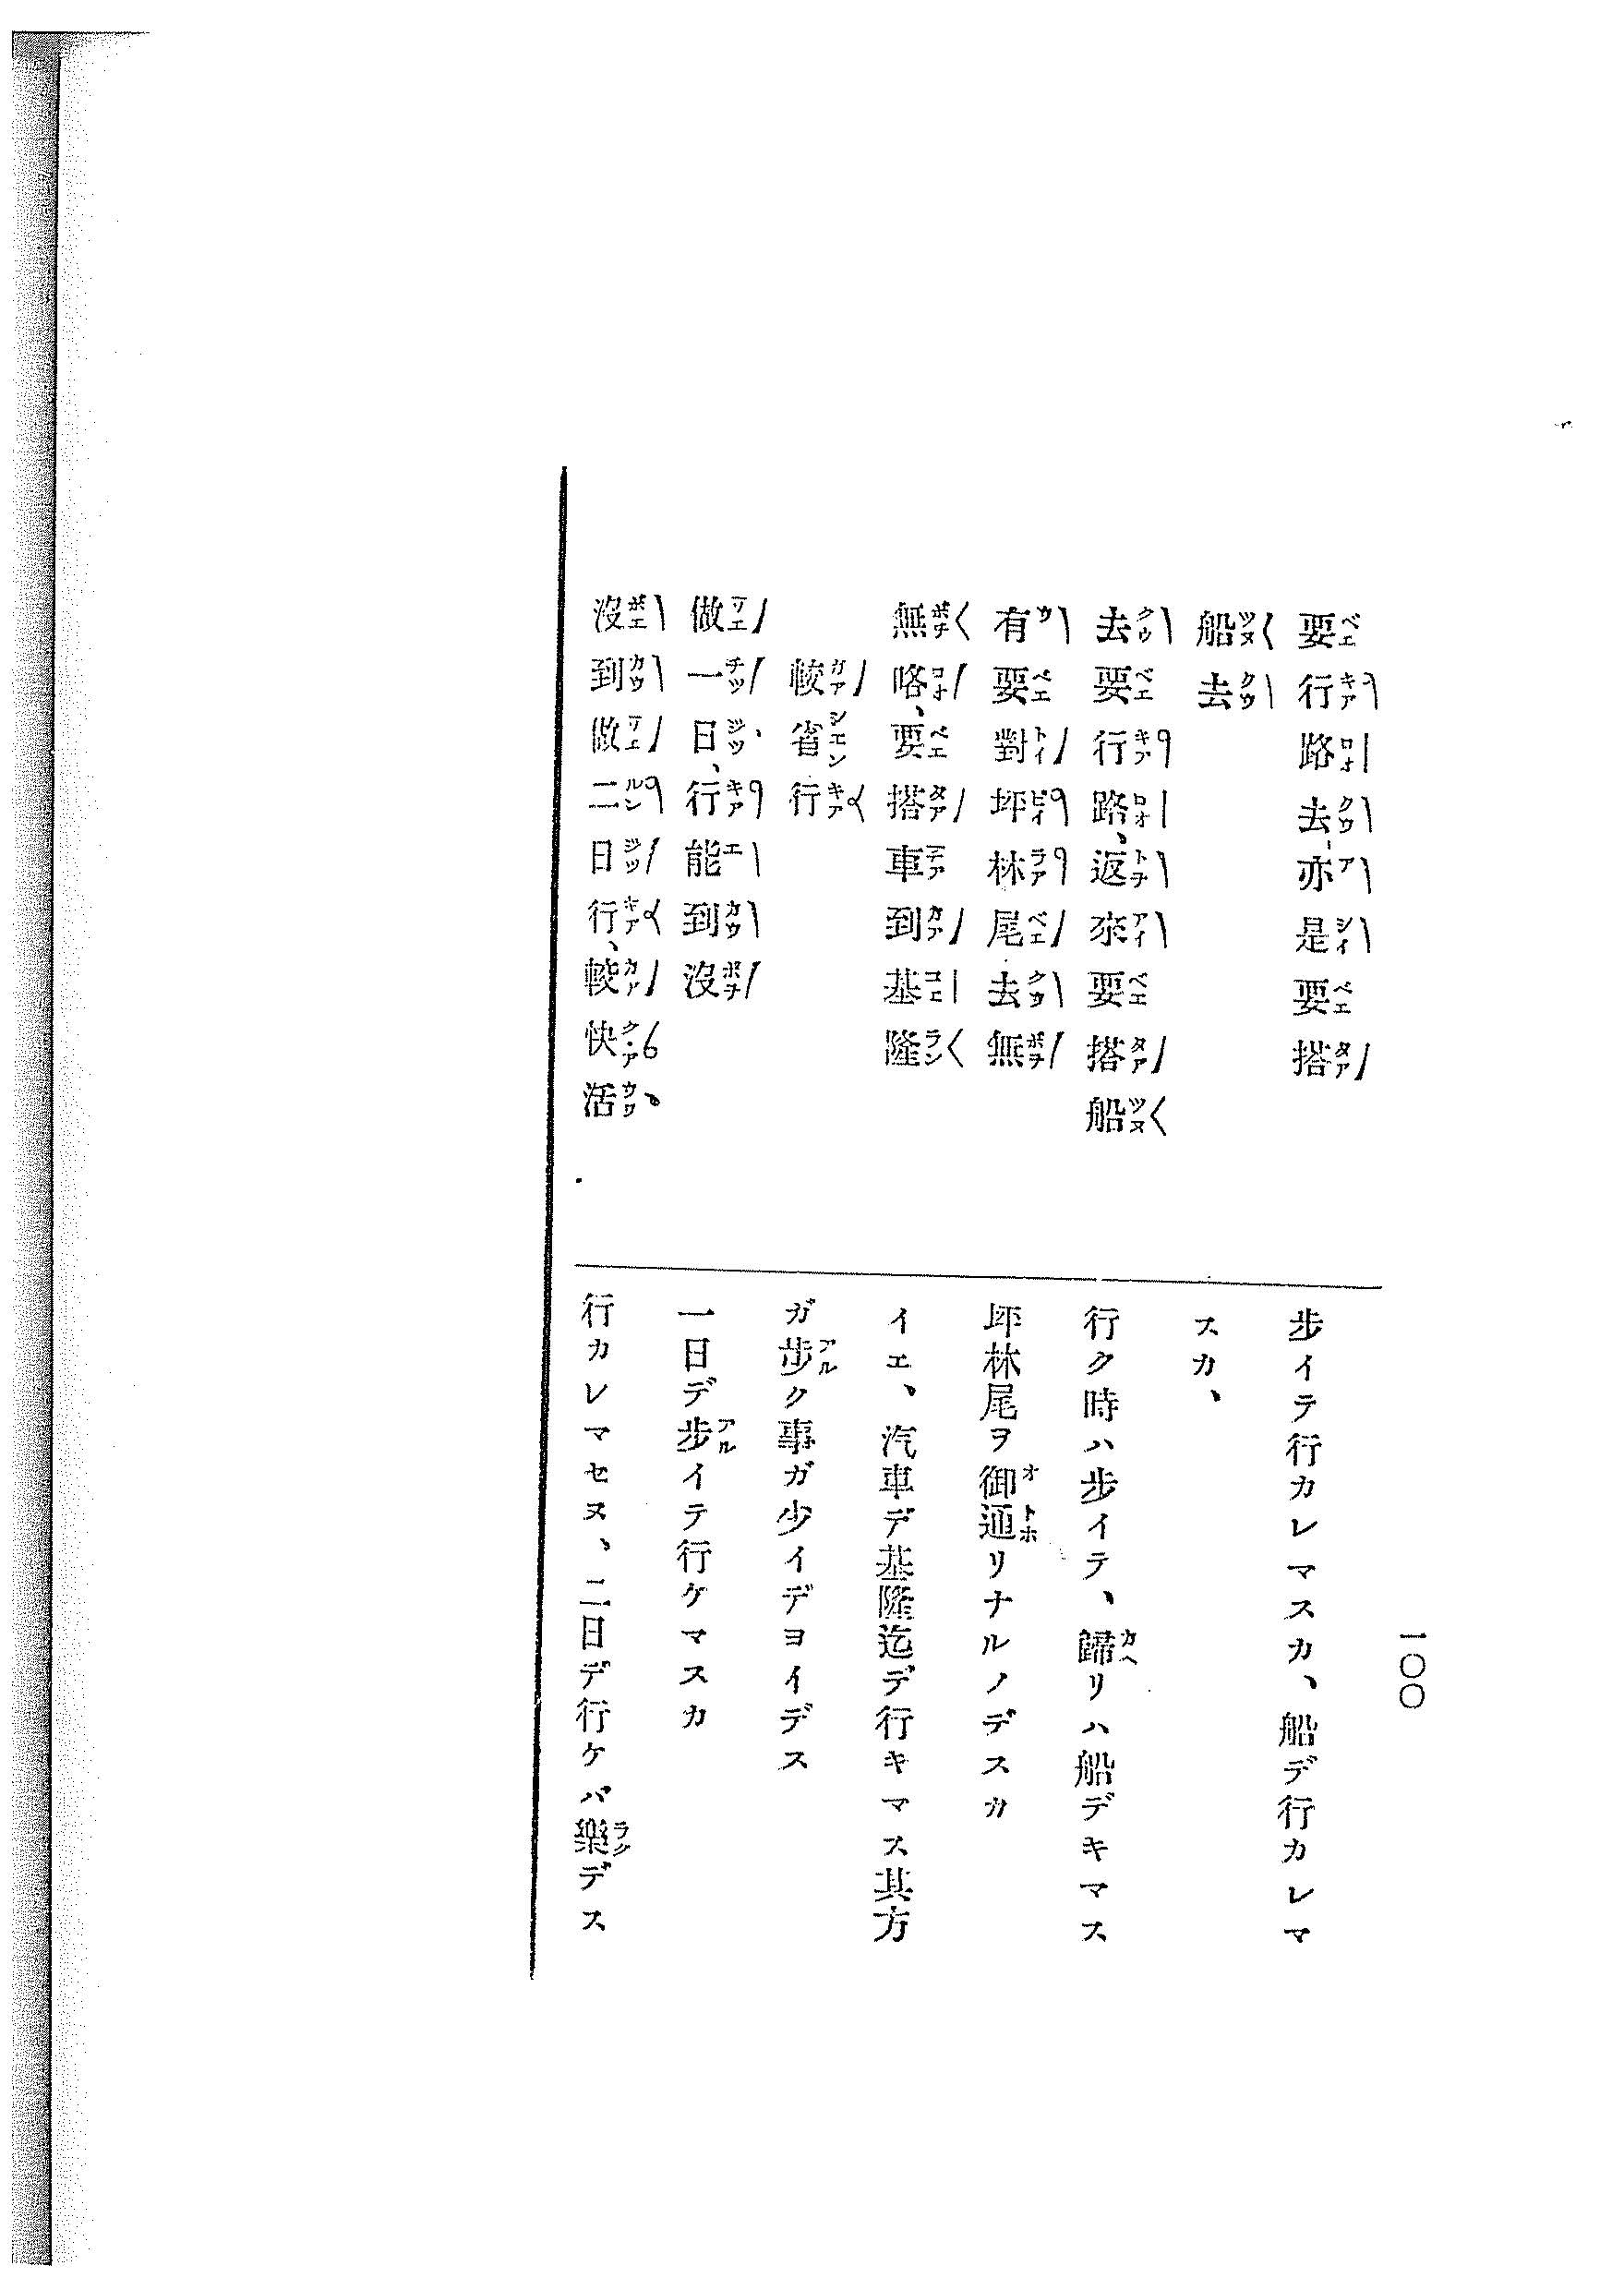 一〇〇
要行路去、亦是要搭
船去
去要行路、返來要搭船
有要對坪林尾去無
無咯、要搭車到基隆
較省行
做一日、行能到沒
沒到做二日行、較快活
步イテ行カレマスカ、船デ行カレマ
スカ、
行ク時ハ步イテ、歸リハ船デキマス
坪林尾ヲ御通リナルノデスカ
イエ、汽車デ基隆迄デ行キマス其方
ガ步ク事ガ少イデヨイデス
一日デ步イテ行ケマスカ
行カレマセヌ、二日デ行ケバ樂デス